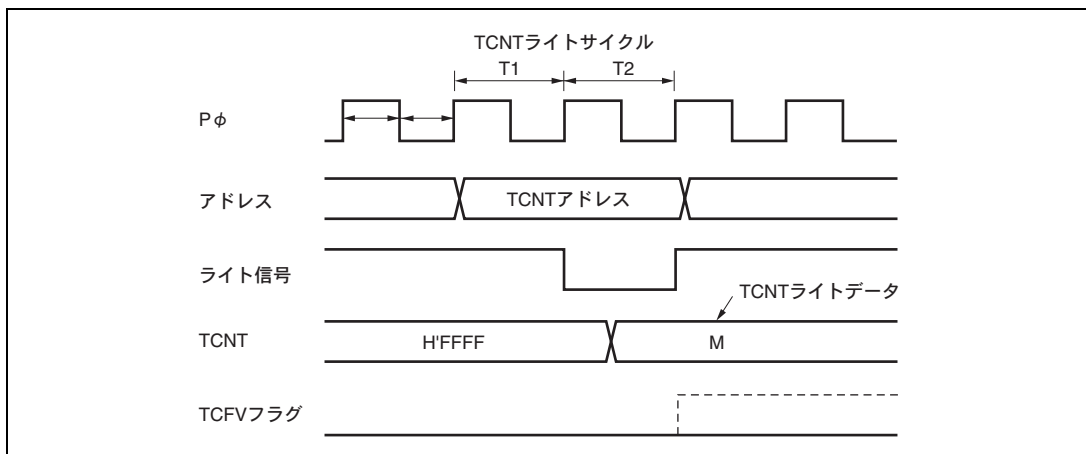 TCNTライトサイクル
T1
T2
Pφ
アドレス
TCNTアドレス
ライト信号
TCNTライトデータ
TCNT
H'FFFF
M
TCFVフラグ